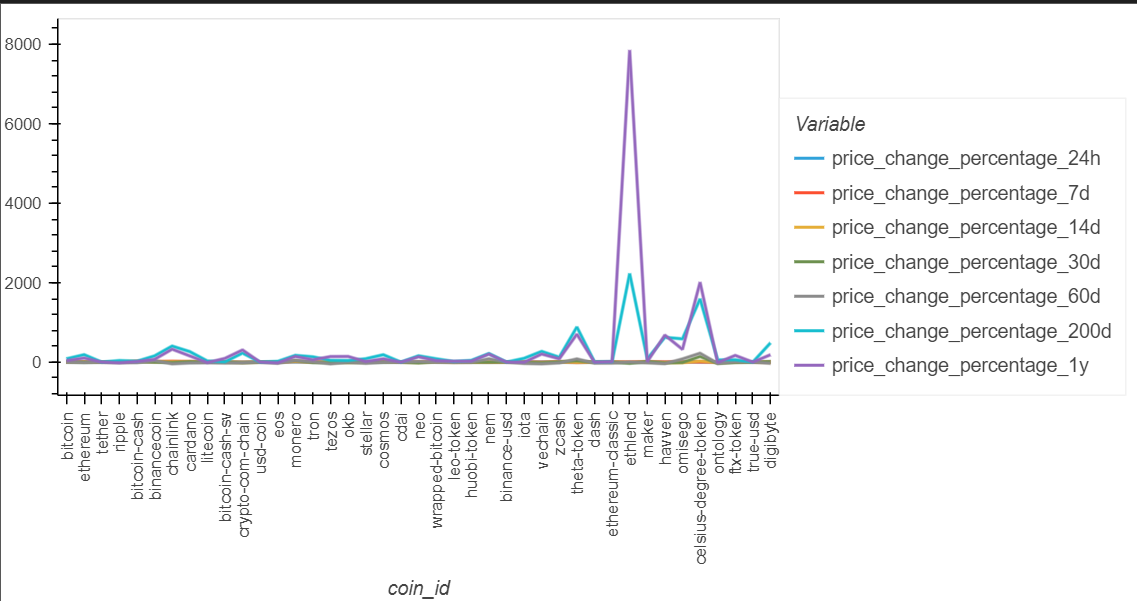 8000
6000
4000
2000
0
bitcoin
ethereum
tether
ripple
bitcoin-cash
binancecoin
chainlink
cardano
litecoin
bitcoin-cash-sv
crypto-com-chain
usd-coin
eos
monero
tron
tezos
okb
stellar
cosmos
cdai
neo
wrapped-bitcoin
leo-token
huobi-token
nem
binance-usd
iota
vechain
zcash
theta-token
dash
ethereum-classic
ethlend
maker
havven
omisego
celsius-degree-token
ontology
ftx-token
true-usd
digibyte
coin_id
Variable
price_change_percentage_24h
price_change_percentage_7d
price_change_percentage_14d
price_change_percentage_30d
price_change_percentage_60d
price_change_percentage_200d
price_change_percentage_1y